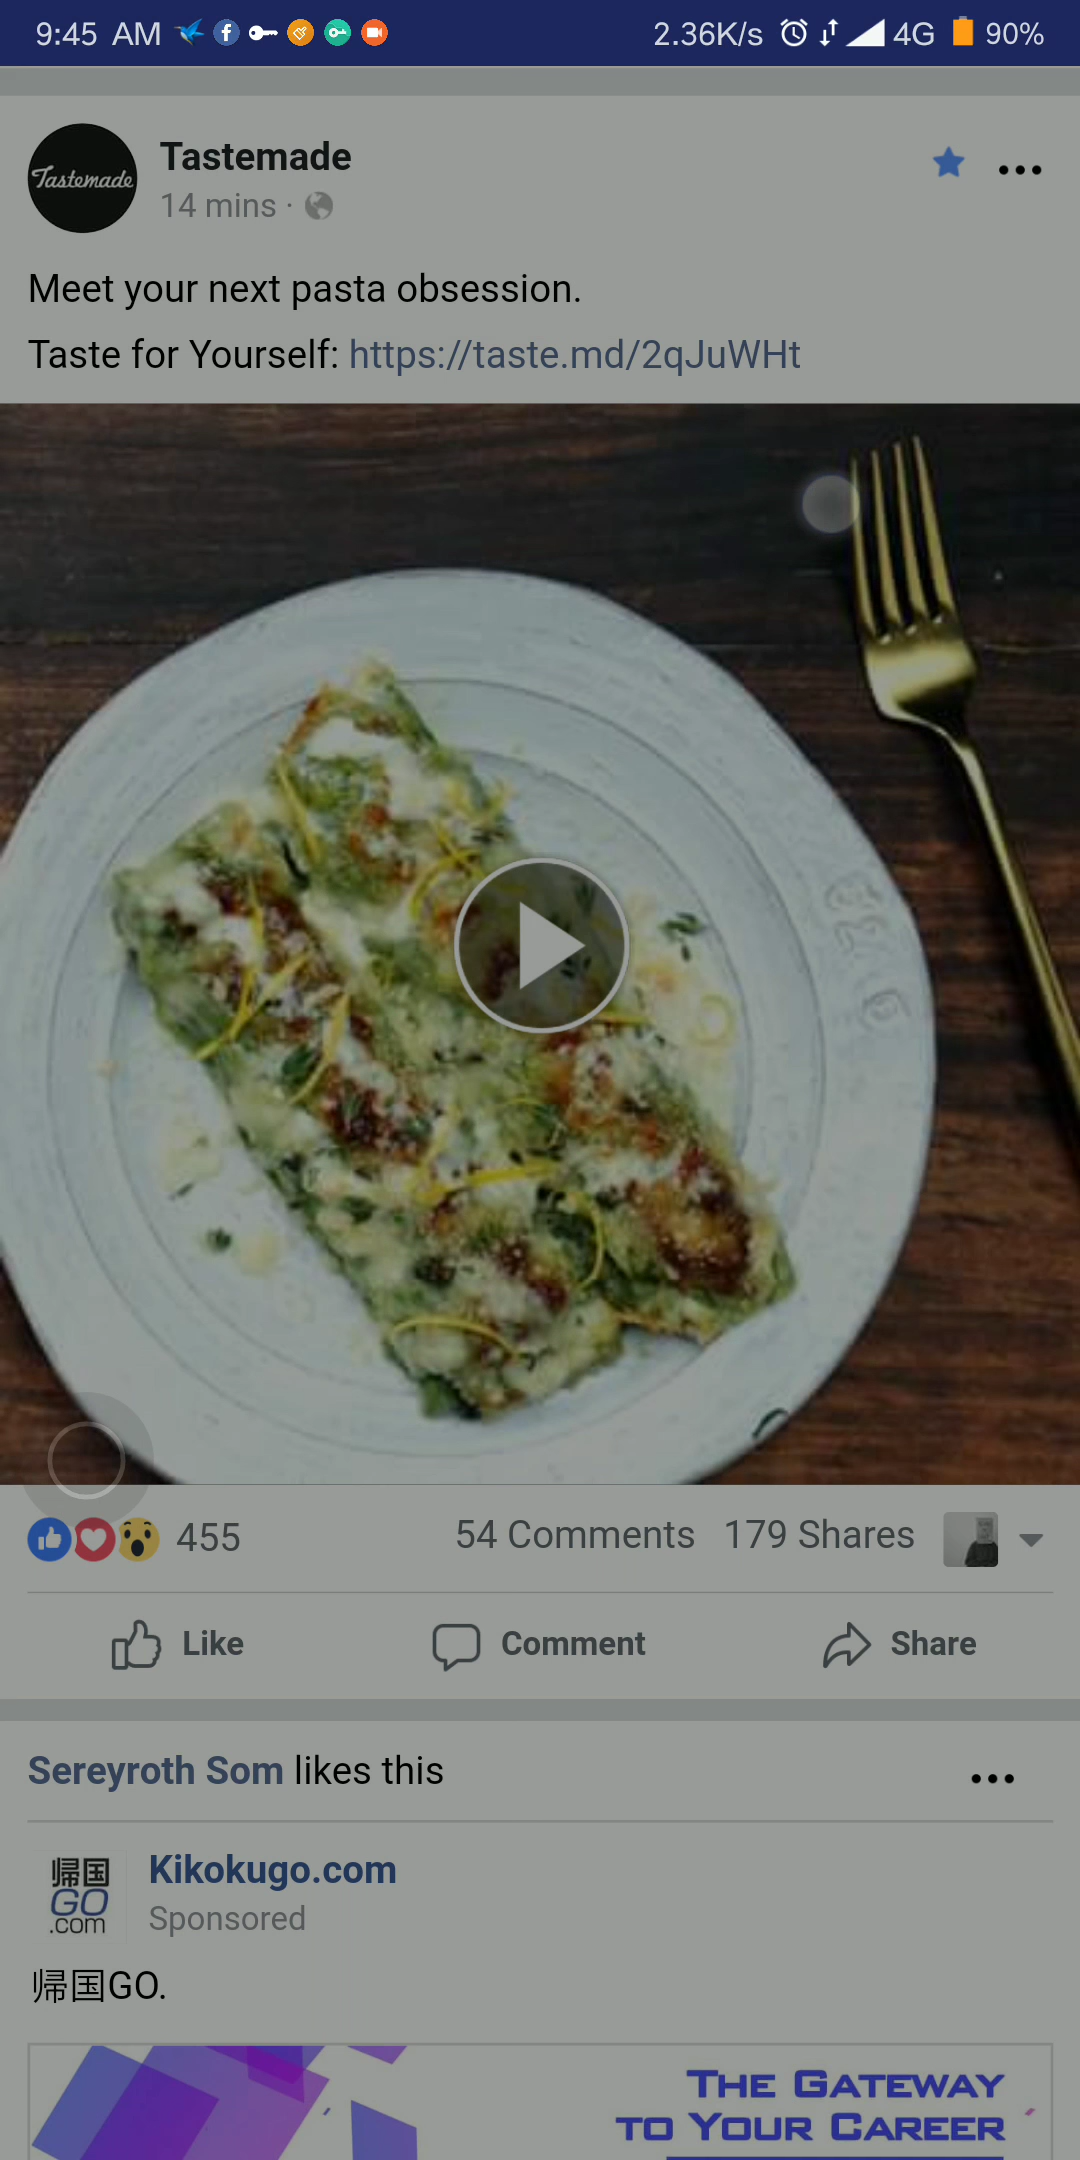 9:45 AM
2.36K/s
4G
90%
Tastemade
Tastemade
14 mins ·
Meet your next pasta obsession.
Taste for Yourself: https://taste.md/2qJuWHt
455
54 Comments
179 Shares
Like
Comment
Share
Sereyroth Som likes this
帰国
GO
.com
Kikokugo.com
Sponsored
帰国GO.
THE GATEWAY
TO YOUR CAREER